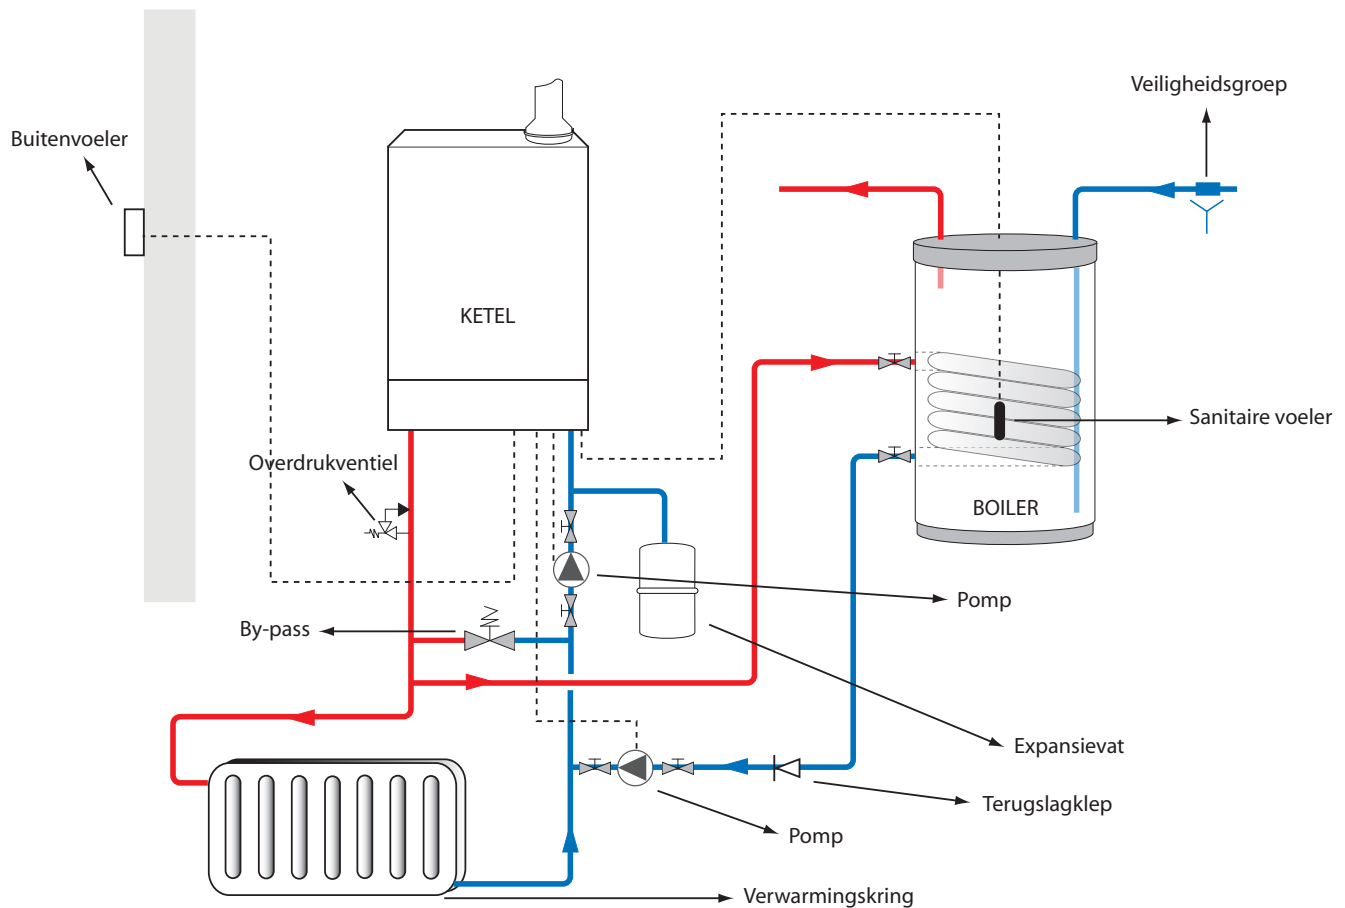 Veiligheidsgroep
Buitenvoeler
KETEL
Sanitaire voeler
Overdrukventiel
BOILER
Pomp
By-pass
Expansievat
Terugslagklep
Pomp
Verwarmingskring